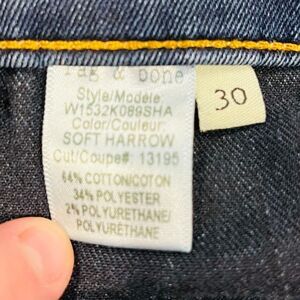 rag & bone
Style/Modele:
W1532K089SHA
Color/Couleur:
SOFT HARROW
Cut/Coupe#: 13195
64% COTTON/COTON
34% POLYESTER
2% POLYURETHANE/
POLYURÉTHANE
30